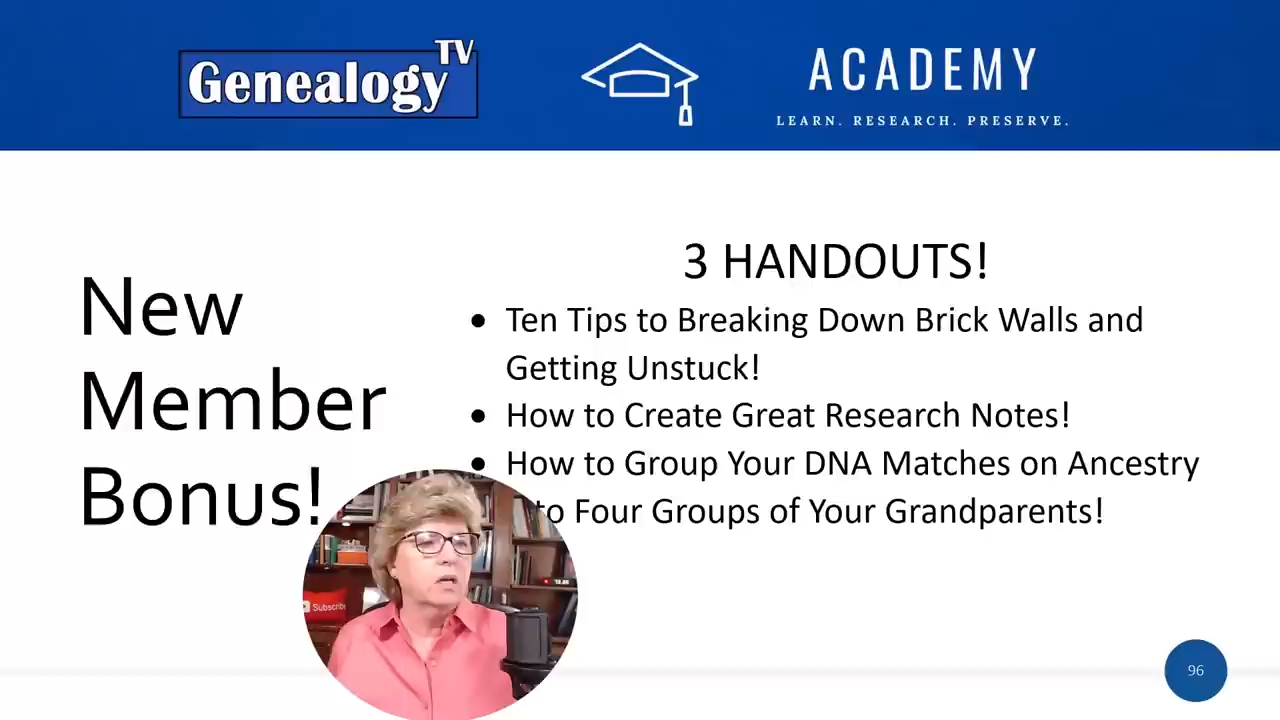 Genealogy TV
ACADEMY
LEARN. RESEARCH. PRESERVE.
New
Member
Bonus!
3 HANDOUTS!
• Ten Tips to Breaking Down Brick Walls and
Getting Unstuck!
• How to Create Great Research Notes!
• How to Group Your DNA Matches on Ancestry
to Four Groups of Your Grandparents!
Subscribe
96